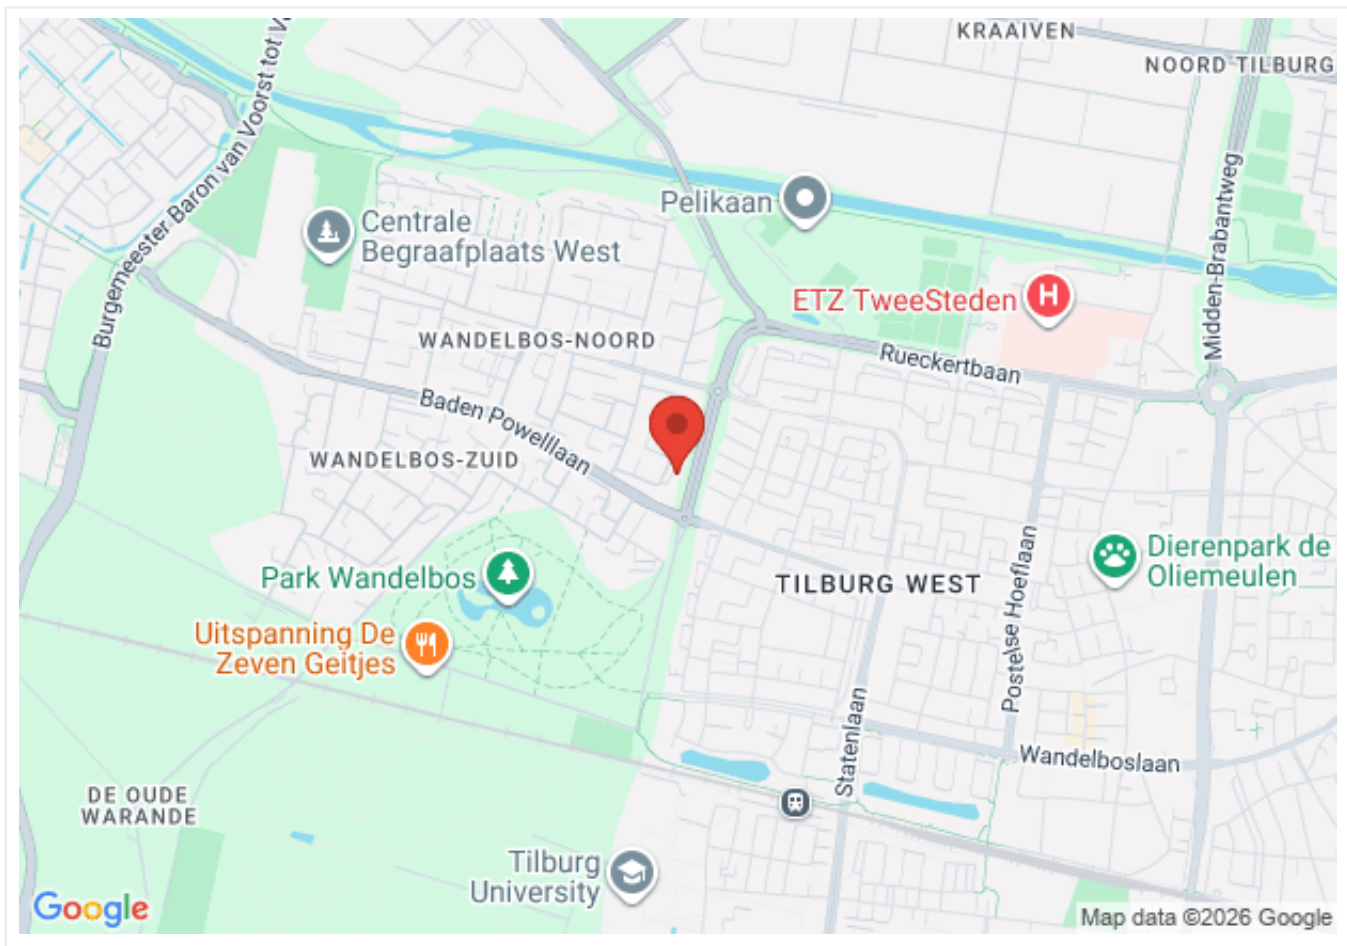 KRAAIVEN
NOORD TILBURG
Burgemeester Baron van Voorst tot V
Midden-Brabantweg
Pelikaan
Centrale
Begraafplaats West
ETZ TweeSteden
H
WANDELBOS-NOORD
Rueckertbaan
Baden Powelllaan
WANDELBOS-ZUID
Postelse Hoeflaan
Dierenpark de
Oliemeulen
Park Wandelbos
TILBURG WEST
Uitspanning De
Zeven Geitjes
Statenlaan
Wandelboslaan
DE OUDE
WARANDE
Tilburg
University
Google
Map data ©2026 Google